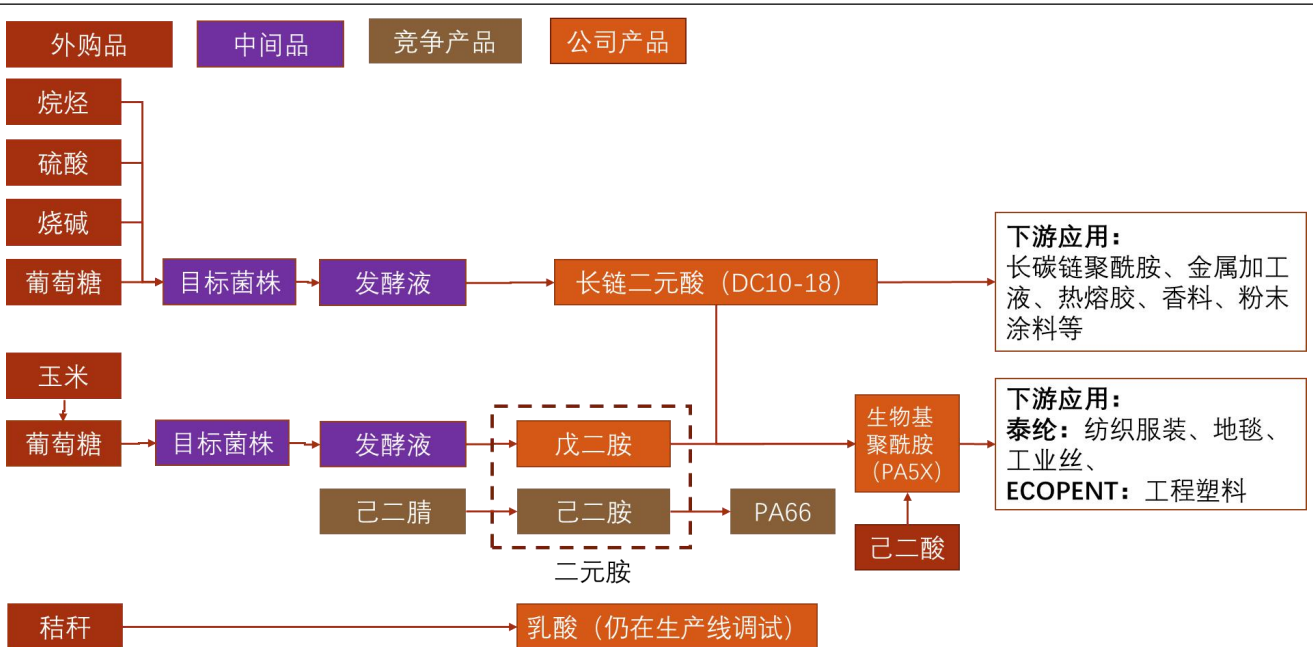 外购品
中间品
竞争产品
公司产品
烷烃
硫酸
烧碱
葡萄糖
目标菌株
发酵液
长链二元酸（DC10-18）
下游应用：
长碳链聚酰胺、金属加工
液、热熔胶、香料、粉末
涂料等
玉米
葡萄糖
目标菌株
发酵液
戊二胺
生物基
聚酰胺
（PA5X）
下游应用：
泰纶：纺织服装、地毯、
工业丝、
ECOPENT：工程塑料
己二腈
己二胺
PA66
己二酸
二元胺
秸秆
乳酸（仍在生产线调试）